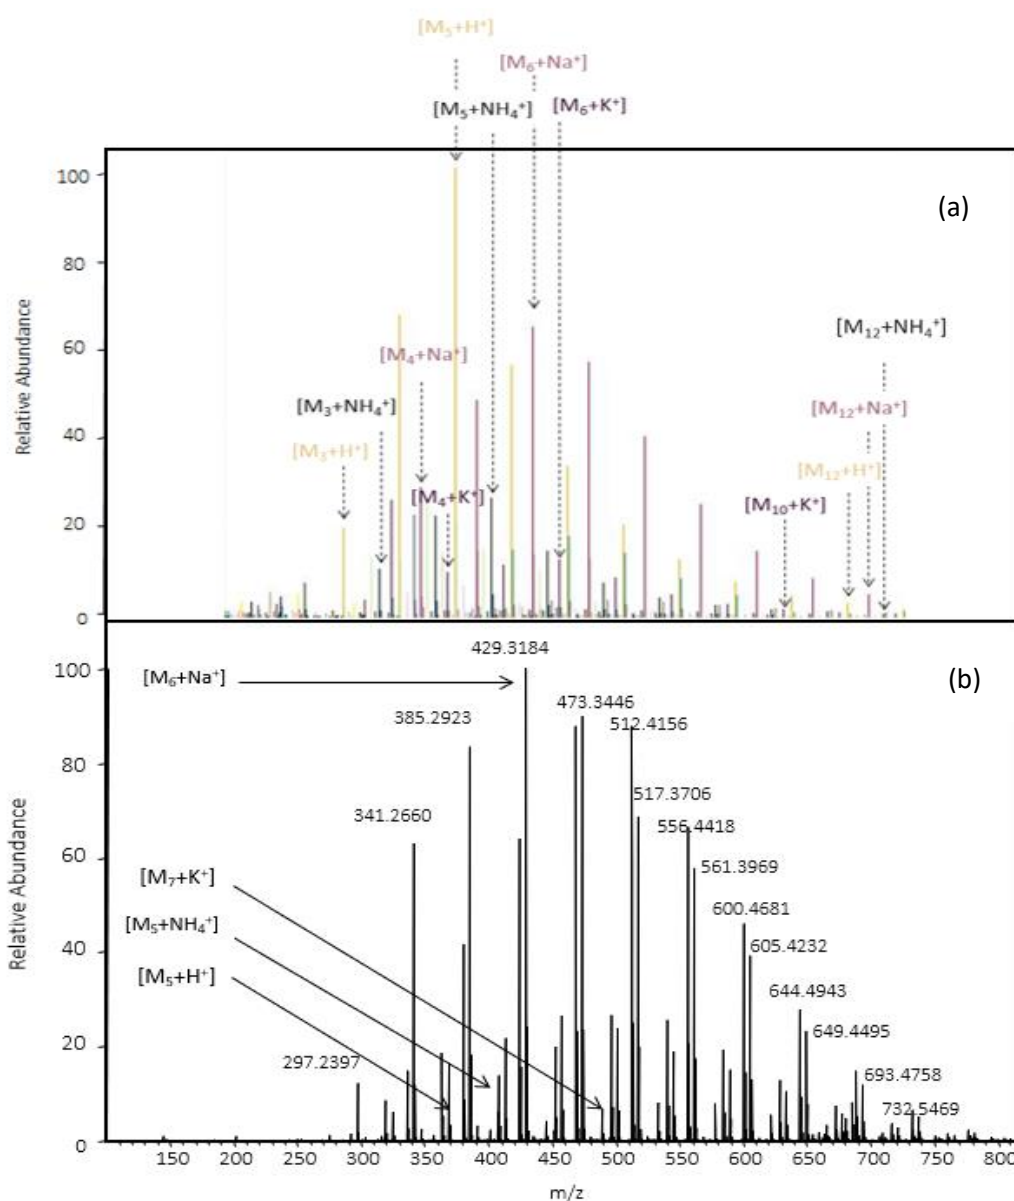 [M₅+H⁺]
[M₆+Na⁺]
[M₅+NH₄⁺] [M₆+K⁺]
100
(a)
80
[M₁₂+NH₄⁺]
60
[M₄+Na⁺]
[M₃+NH₄⁺]
[M₁₂+Na⁺]
40
[M₃+H⁺]
[M₁₂+H⁺]
[M₄+K⁺]
[M₁₀+K⁺]
20
0
Relative Abundance
429.3184
[M₆+Na⁺]
(b)
100
385.2923
473.3446
512.4156
80
517.3706
341.2660
556.4418
60
561.3969
[M₇+K⁺]
600.4681
[M₅+NH₄⁺]
605.4232
40
[M₅+H⁺]
644.4943
649.4495
20
297.2397
693.4758
732.5469
0
Relative Abundance
150 200 250 300 350 400 450 500 550 600 650 700 750 800
m/z